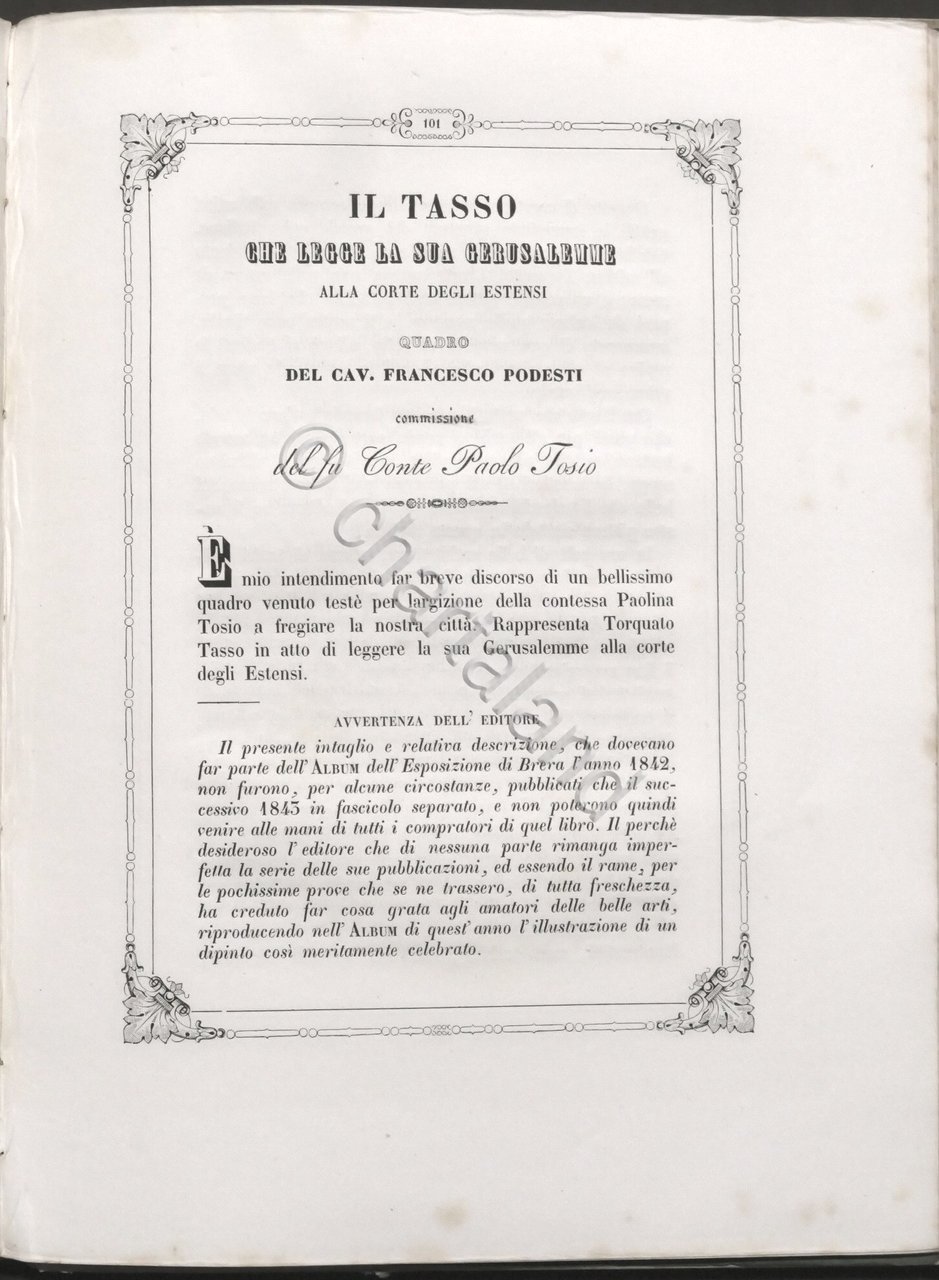 101
IL TASSO
CHE LEGGE LA SUA GERUSALEMME
ALLA CORTE DEGLI ESTENSI
QUADRO
DEL CAV. FRANCESCO PODESTI
commissione
del fu Conte Paolo Tosio
È mio intendimento far breve discorso di un bellissimo
quadro venuto testè per largizione della contessa Paolina
Tosio a fregiare la nostra città. Rappresenta Torquato
Tasso in atto di leggere la sua Gerusalemme alla corte
degli Estensi.
AVVERTENZA DELL' EDITORE
Il presente intaglio e relativa descrizione, che dovevano
far parte dell' ALBUM dell' Esposizione di Brera l'anno 1842,
non furono, per alcune circostanze, pubblicati che il suc-
cessivo 1843 in fascicolo separato, e non poterono quindi
venire alle mani di tutti i compratori di quel libro. Il perchè
desideroso l' editore che di nessuna parte rimanga imper-
fetta la serie delle sue pubblicazioni, ed essendo il rame, per
le pochissime prove che se ne trassero, di tutta freschezza,
ha creduto far cosa grata agli amatori delle belle arti,
riproducendo nell' ALBUM di quest' anno l' illustrazione di un
dipinto così meritamente celebrato.
© chartaland